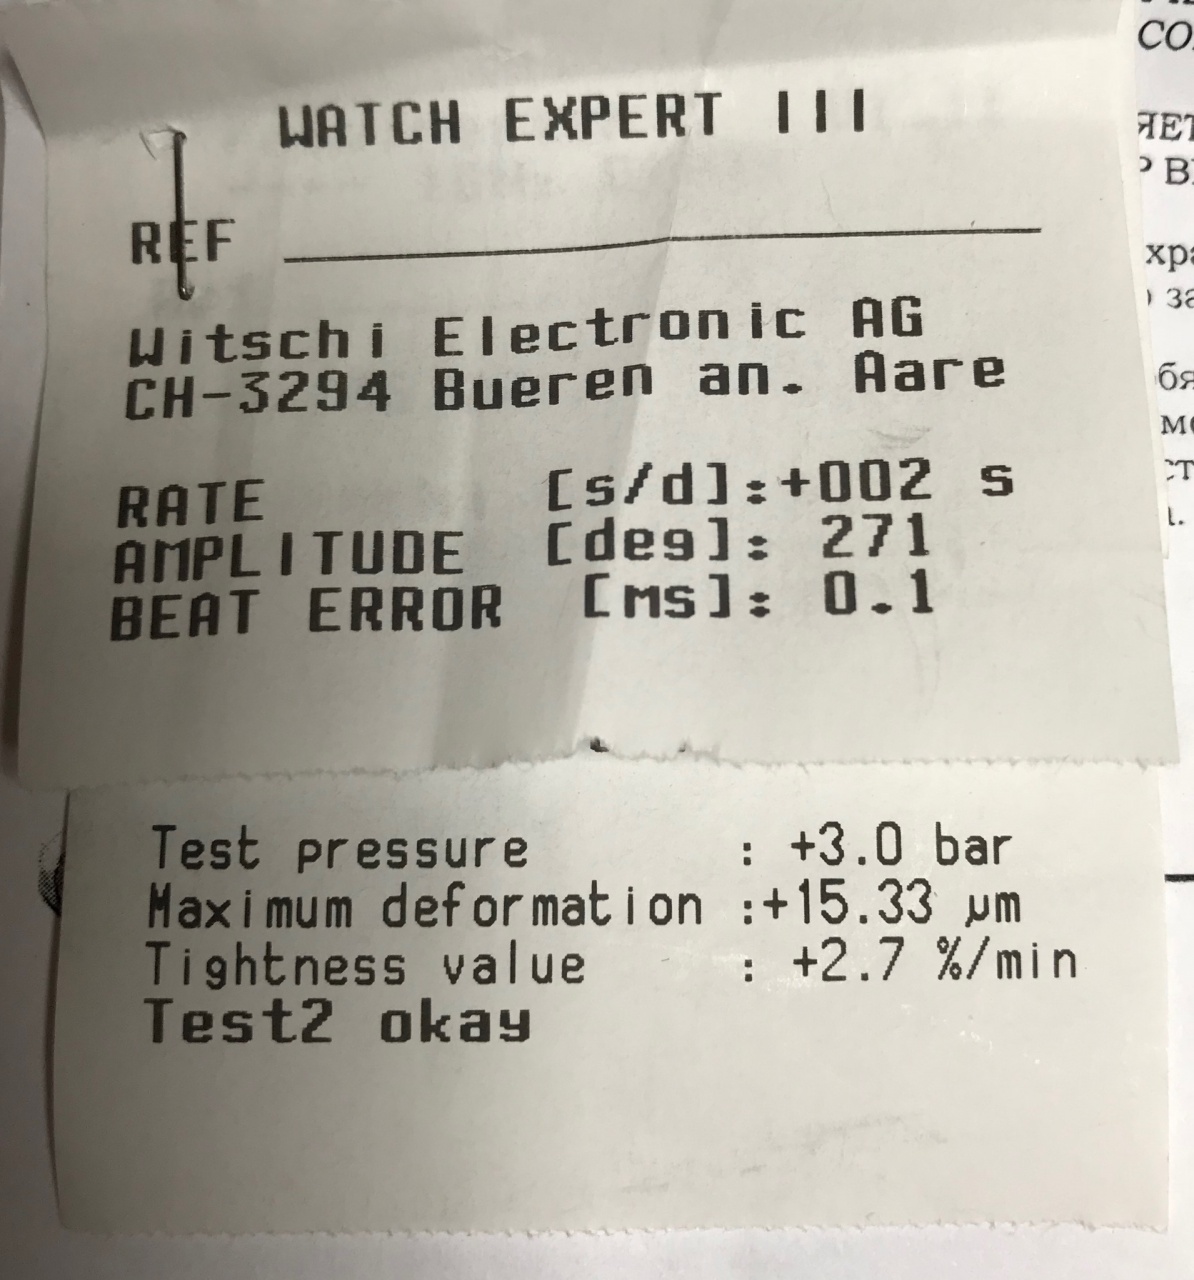 WATCH EXPERT III
REF
Witschi Electronic AG
CH-3294 Bueren an. Aare
RATE [s/d]:+002 s
AMPLITUDE [deg]: 271
BEAT ERROR [ms]: 0.1
Test pressure : +3.0 bar
Maximum deformation :+15.33 µm
Tightness value : +2.7 %/min
Test2 okay